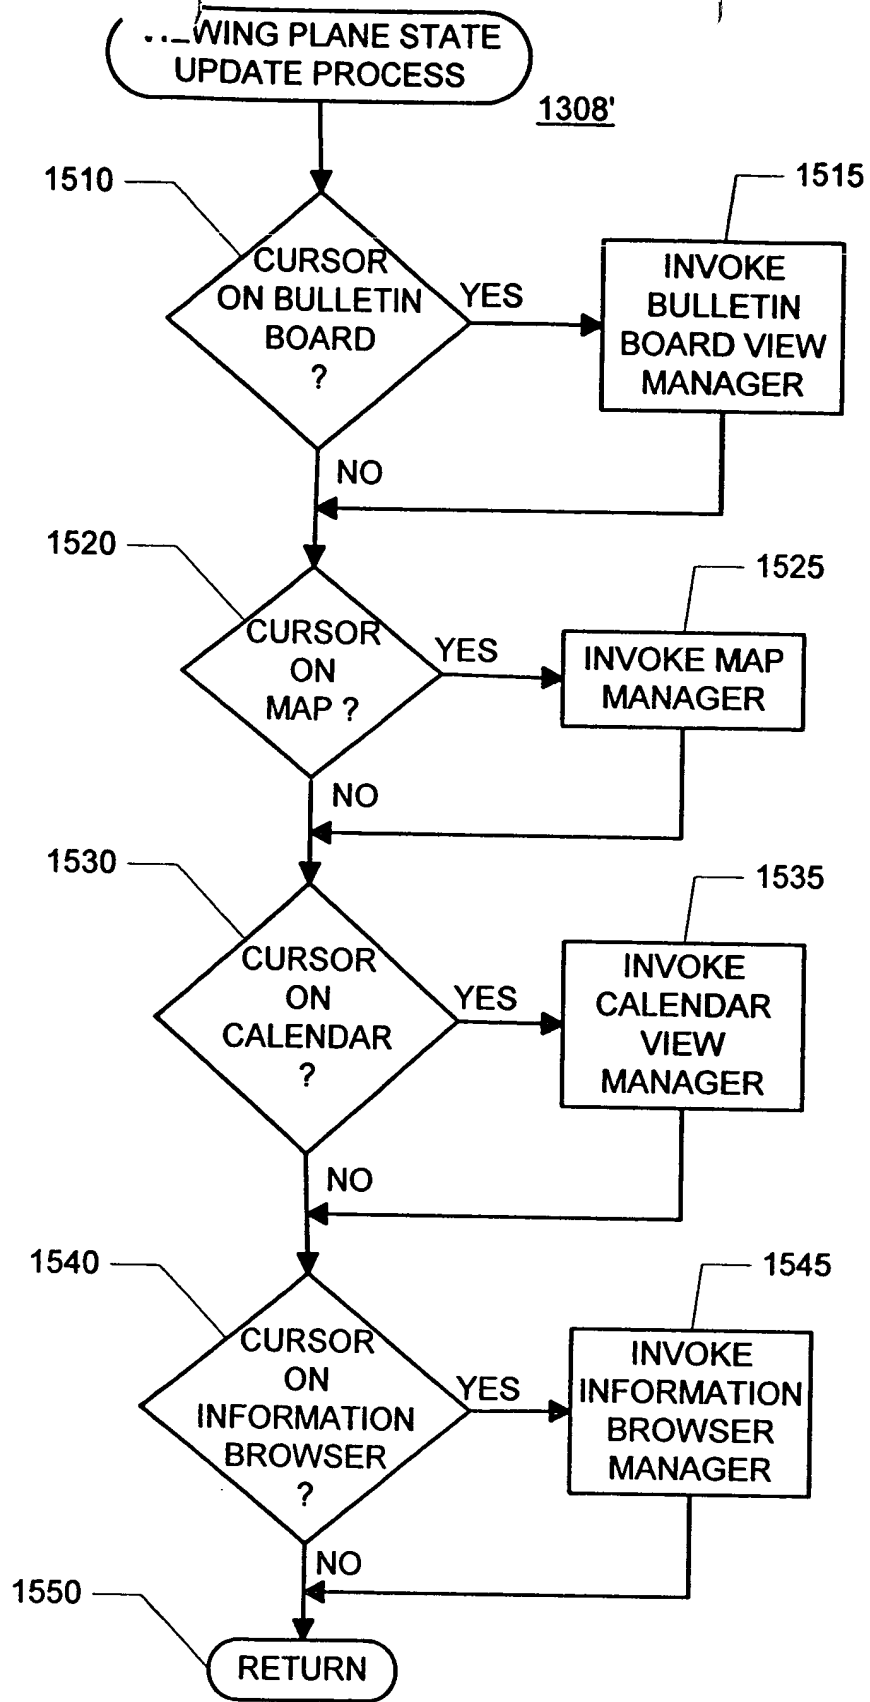 PLANE STATE
UPDATE PROCESS
1308'
1510
1515
CURSOR
ON BULLETIN
BOARD
?
YES
INVOKE
BULLETIN
BOARD VIEW
MANAGER
NO
1520
1525
CURSOR
ON
MAP ?
YES
INVOKE MAP
MANAGER
NO
1530
1535
CURSOR
ON
CALENDAR
?
YES
INVOKE
CALENDAR
VIEW
MANAGER
NO
1540
1545
CURSOR
ON
INFORMATION
BROWSER
?
YES
INVOKE
INFORMATION
BROWSER
MANAGER
NO
1550
RETURN